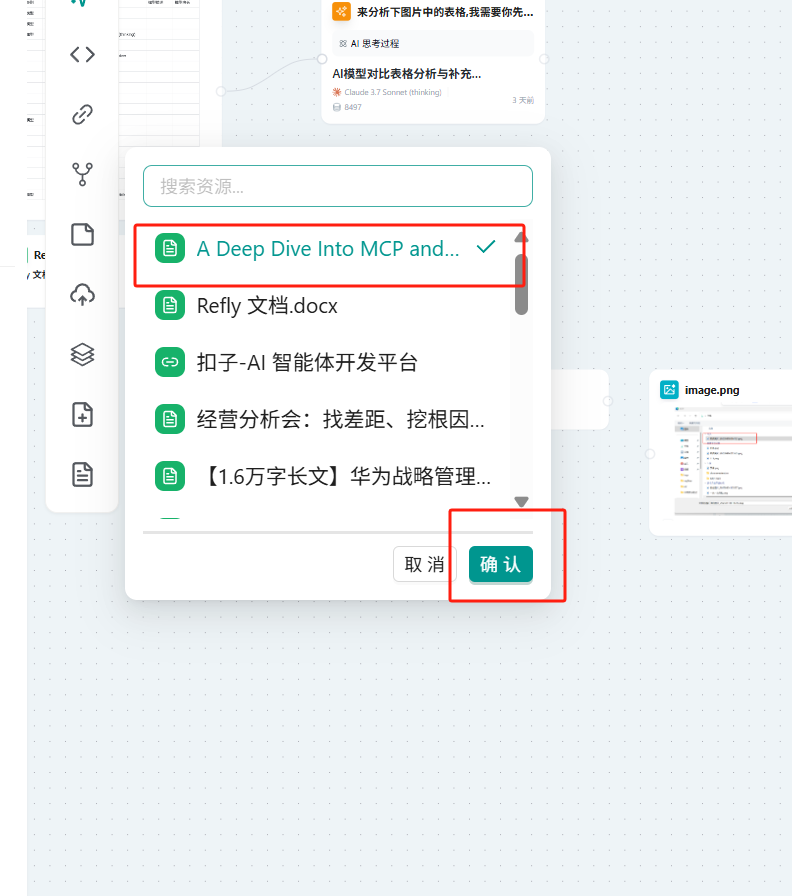 来分析下图片中的表格,我需要你先...
AI 思考过程
AI模型对比表格分析与补充...
Claude 3.7 Sonnet (thinking)
8497
3 天前
搜索资源...
A Deep Dive Into MCP and...
Refly 文档.docx
扣子-AI 智能体开发平台
经营分析会：找差距、挖根因...
【1.6万字长文】华为战略管理...
取 消
确 认
Re
文档
image.png